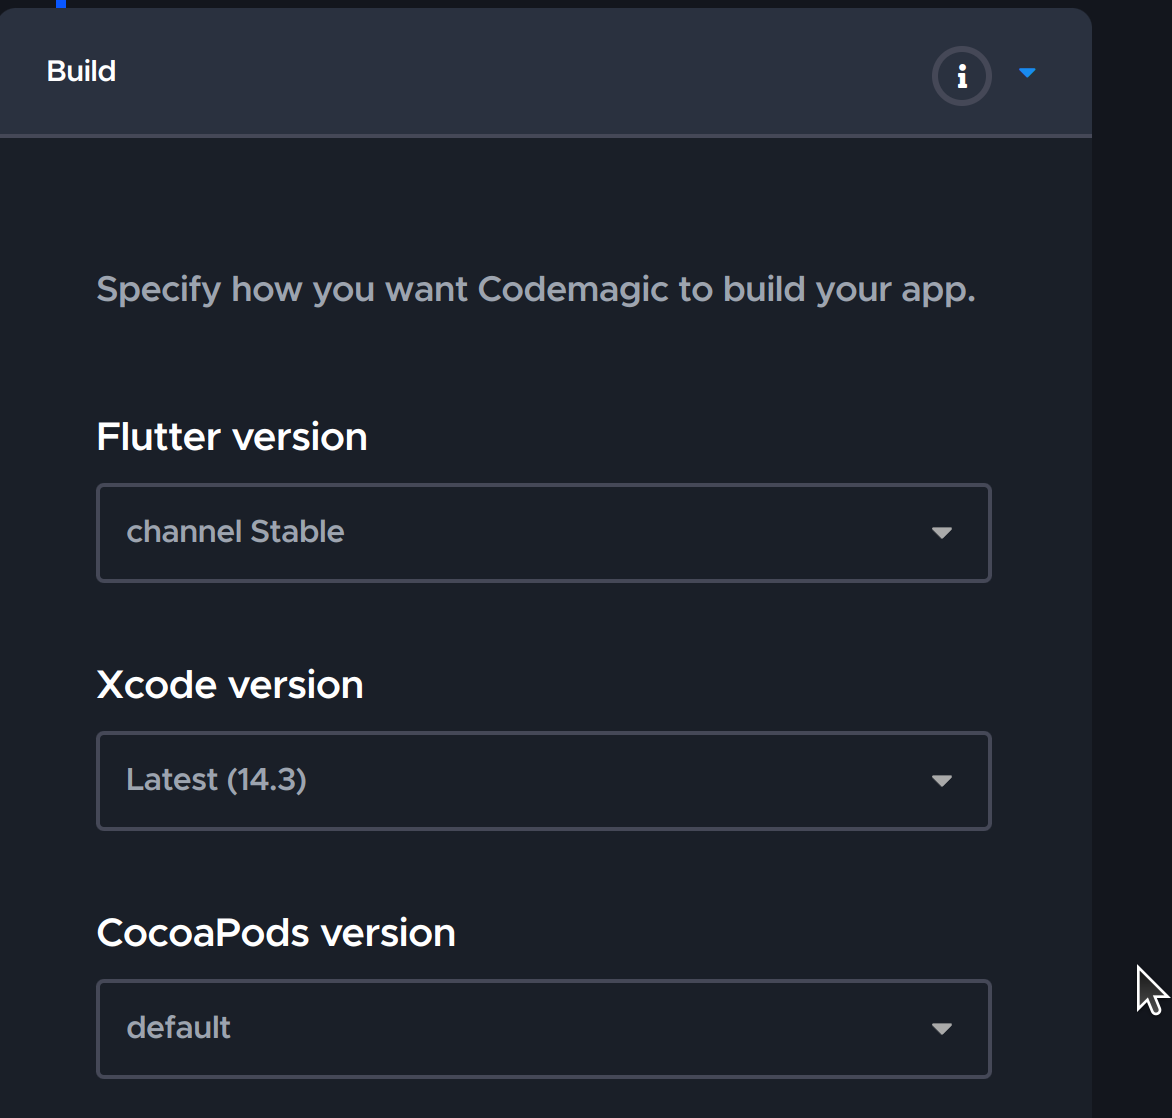 Build
Specify how you want Codemagic to build your app.
Flutter version
channel Stable
Xcode version
Latest (14.3)
CocoaPods version
default